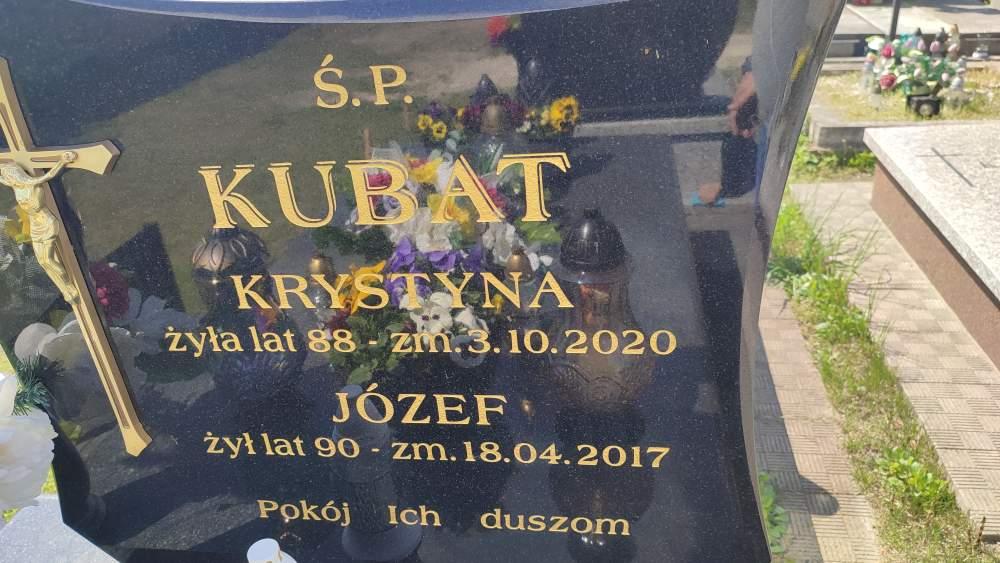 Ś.P.
KUBAT
KRYSTYNA
żyła lat 88 - zm. 3.10.2020
JÓZEF
żył lat 90 - zm. 18.04.2017
Pokój Ich duszom